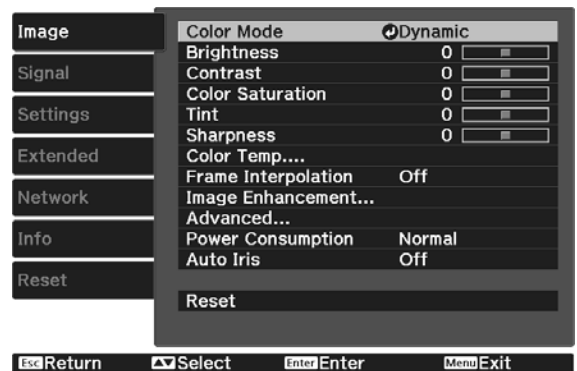 Image
Signal
Settings
Extended
Network
Info
Reset
Color Mode Dynamic
Brightness 0
Contrast 0
Color Saturation 0
Tint 0
Sharpness 0
Color Temp....
Frame Interpolation Off
Image Enhancement...
Advanced...
Power Consumption Normal
Auto Iris Off
Reset
Esc Return Select Enter Enter Menu Exit